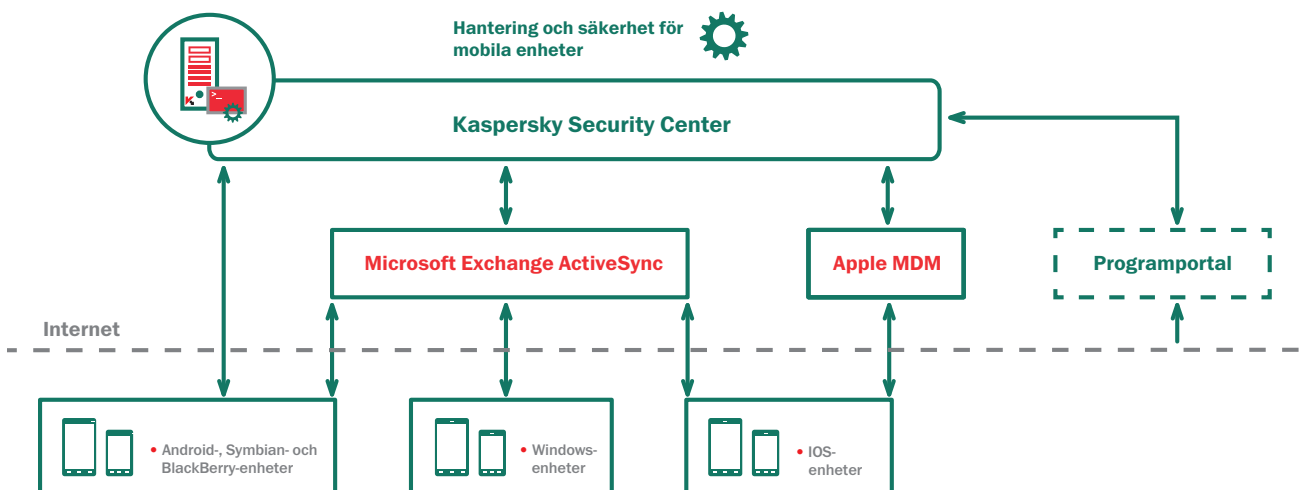 Hantering och säkerhet för
mobila enheter
>_
K
Kaspersky Security Center
Microsoft Exchange ActiveSync
Apple MDM
Programportal
Internet
• Android-, Symbian- och
BlackBerry-enheter
• Windows-
enheter
• IOS-
enheter